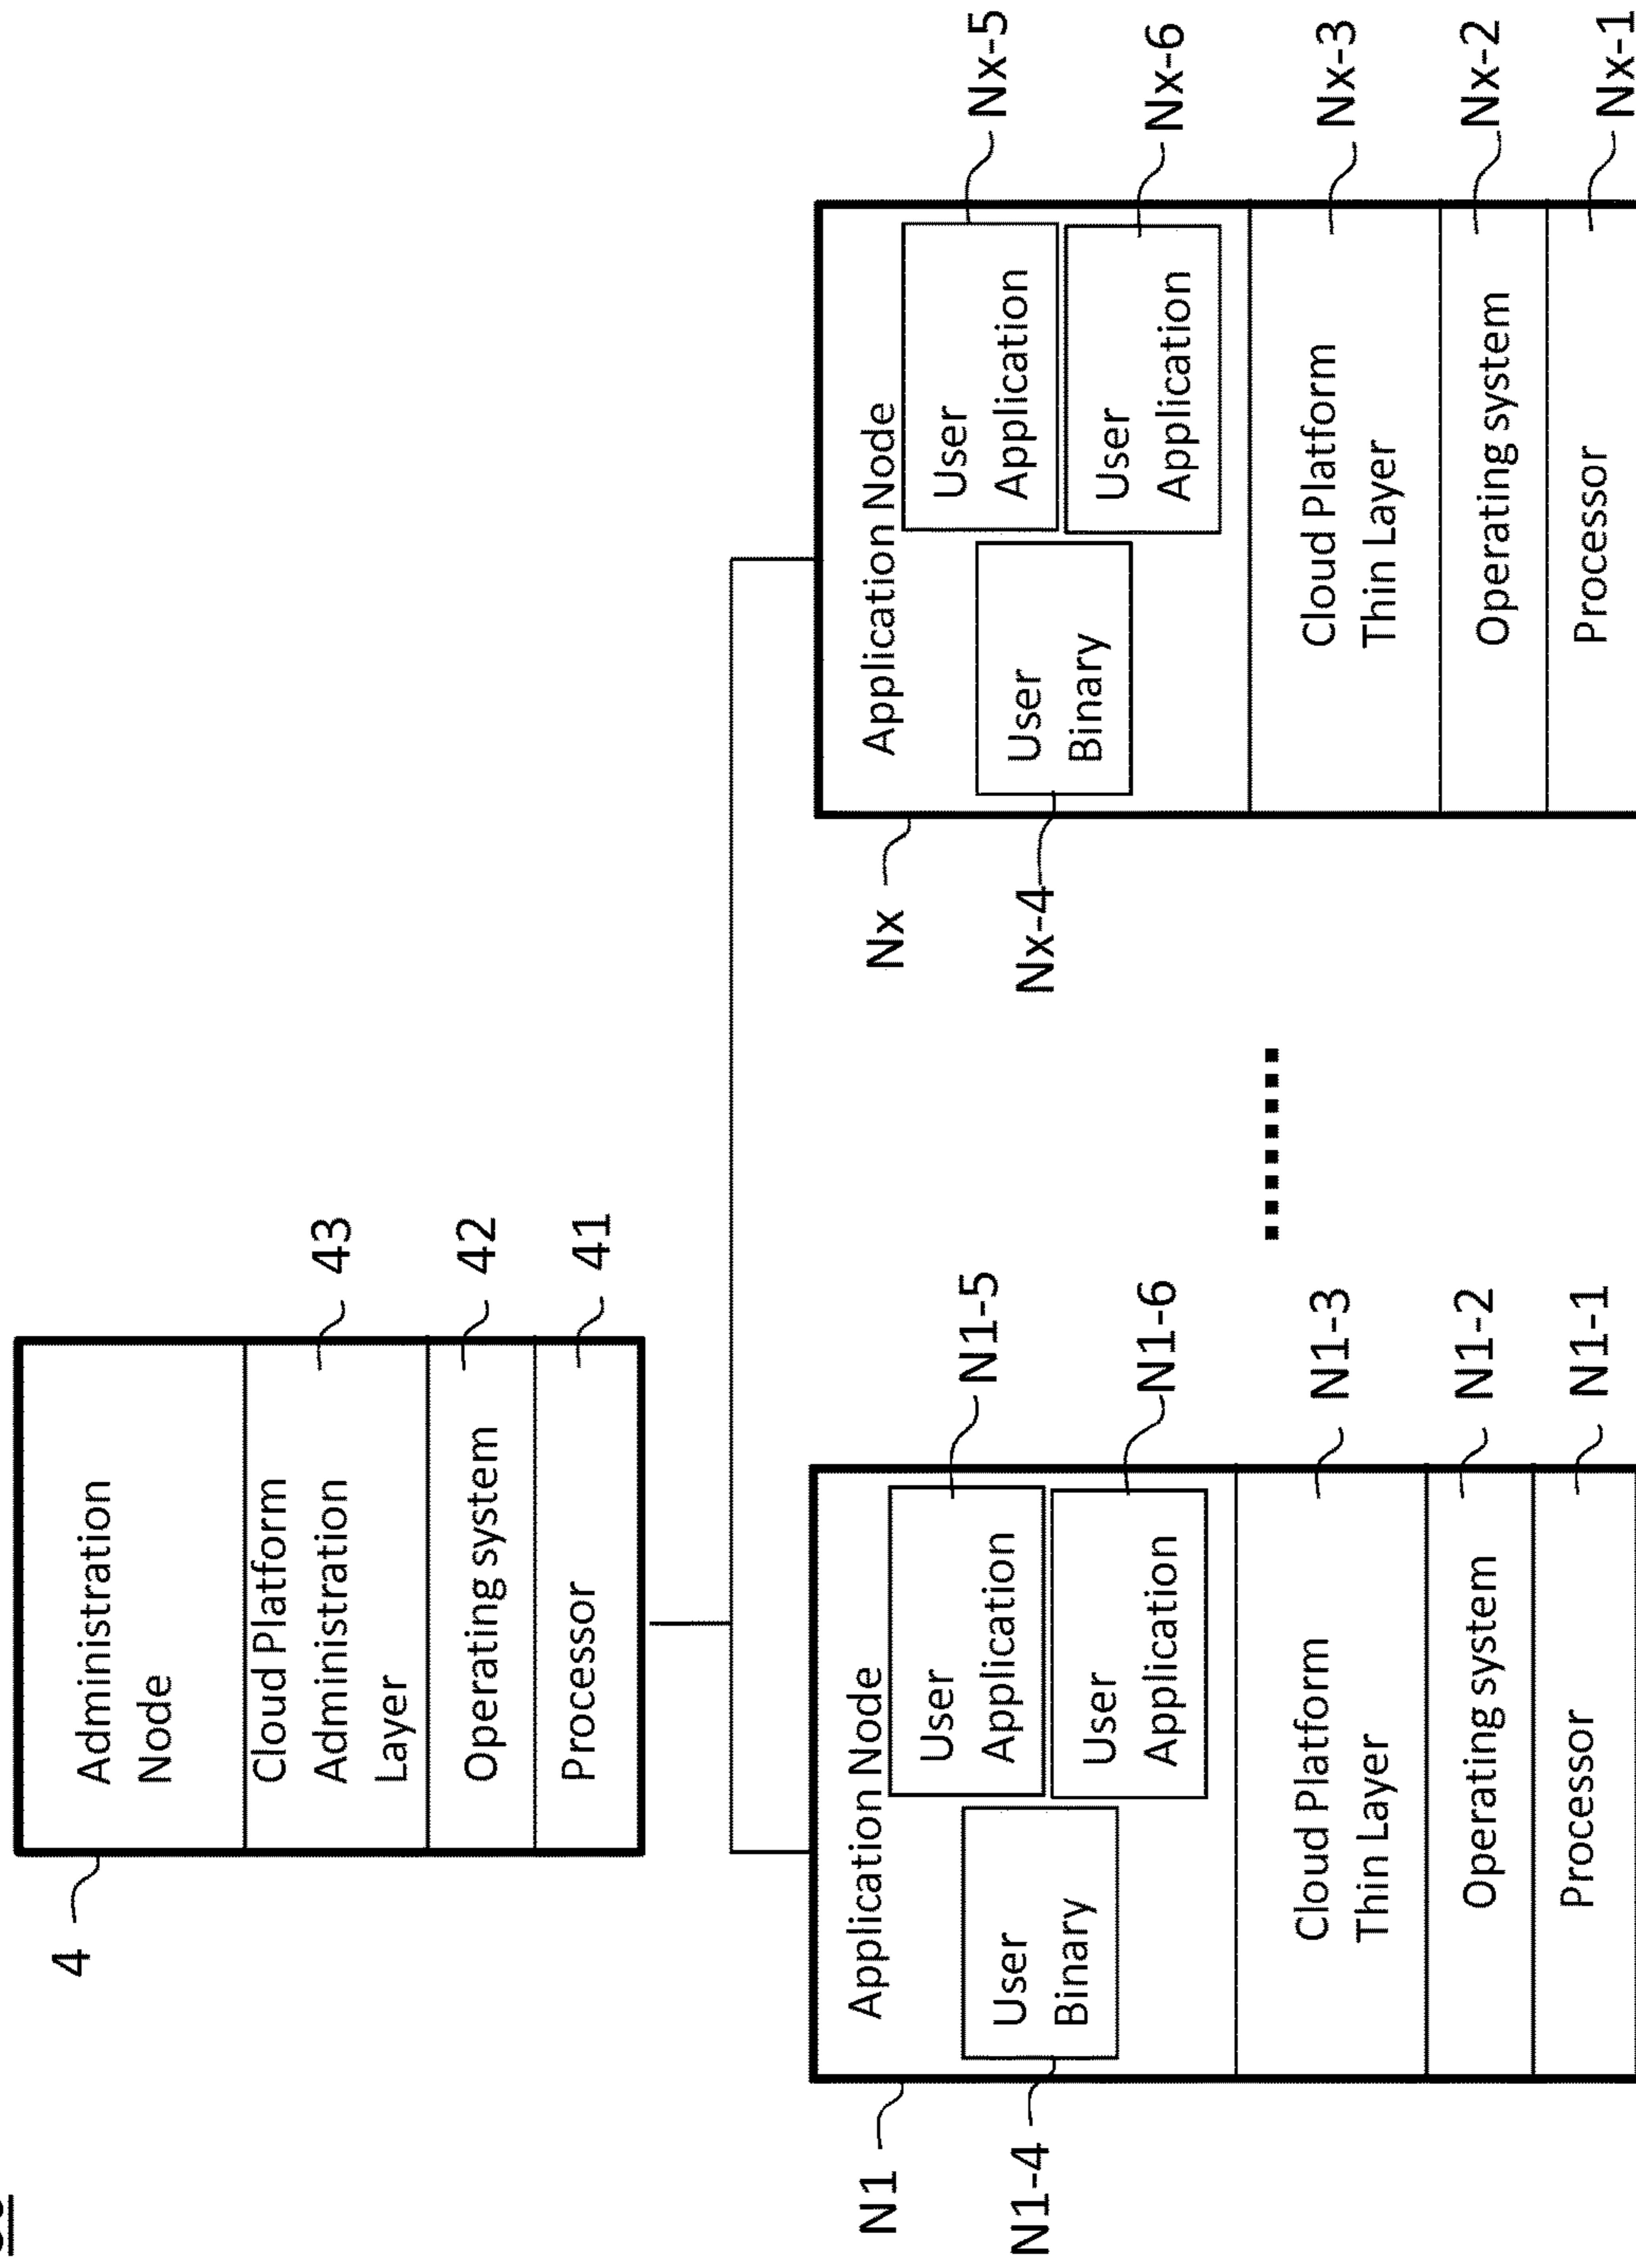 4
Administration
Node
Cloud Platform
Administration
Layer
43
Operating system
42
Processor
41
N1
Application Node
N1-4
User
Binary
User
Application
N1-5
User
Application
N1-6
Cloud Platform
Thin Layer
N1-3
Operating system
N1-2
Processor
N1-1
Nx
Application Node
Nx-4
User
Binary
User
Application
Nx-5
User
Application
Nx-6
Cloud Platform
Thin Layer
Nx-3
Operating system
Nx-2
Processor
Nx-1